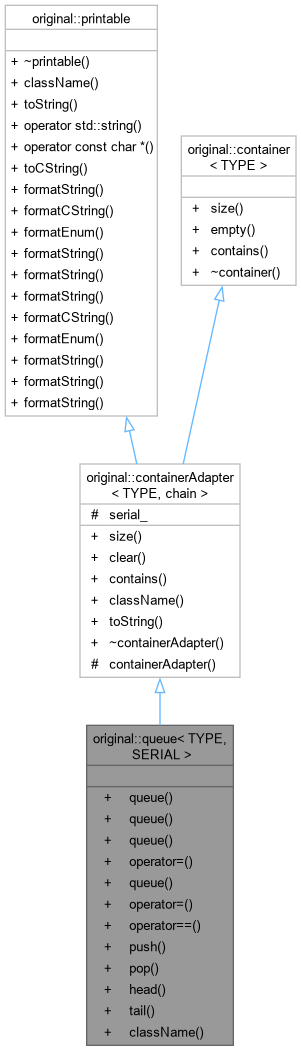 original::printable
+ ~printable()
+ className()
+ toString()
+ operator std::string()
+ operator const char *()
+ toCString()
+ formatString()
+ formatCString()
+ formatEnum()
+ formatString()
+ formatString()
+ formatString()
+ formatCString()
+ formatEnum()
+ formatString()
+ formatString()
+ formatString()
original::container
< TYPE >
+ size()
+ empty()
+ contains()
+ ~container()
original::containerAdapter
< TYPE, chain >
# serial_
+ size()
+ clear()
+ contains()
+ className()
+ toString()
+ ~containerAdapter()
# containerAdapter()
original::queue< TYPE,
SERIAL >
+ queue()
+ queue()
+ queue()
+ operator=()
+ queue()
+ operator=()
+ operator==()
+ push()
+ pop()
+ head()
+ tail()
+ className()